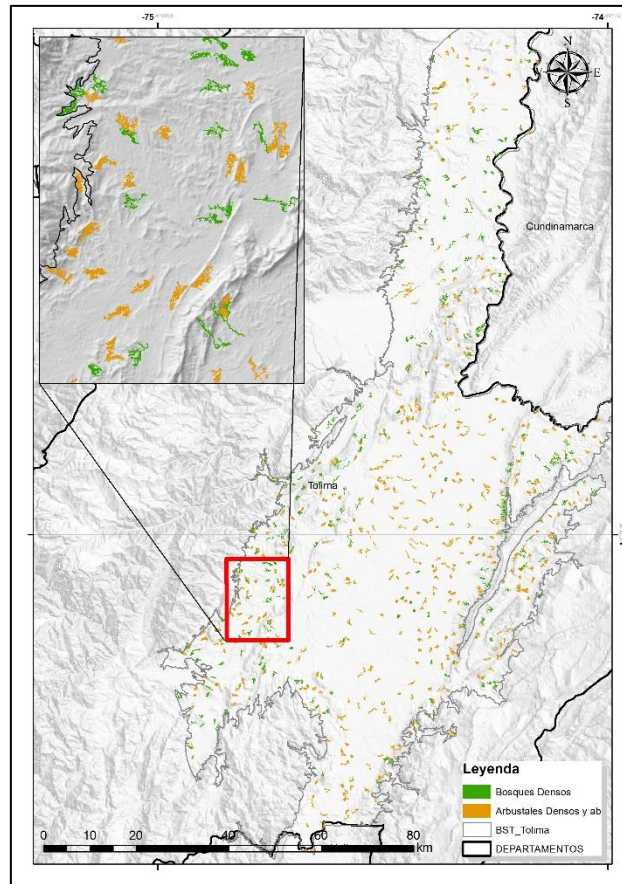 -75
-74
N
E
S
Cundinamarca
Tolima
Leyenda
Bosques Densos
Arbustales Densos y ab
BST_Tolima
DEPARTAMENTOS
0 10 20 40 60 80
km